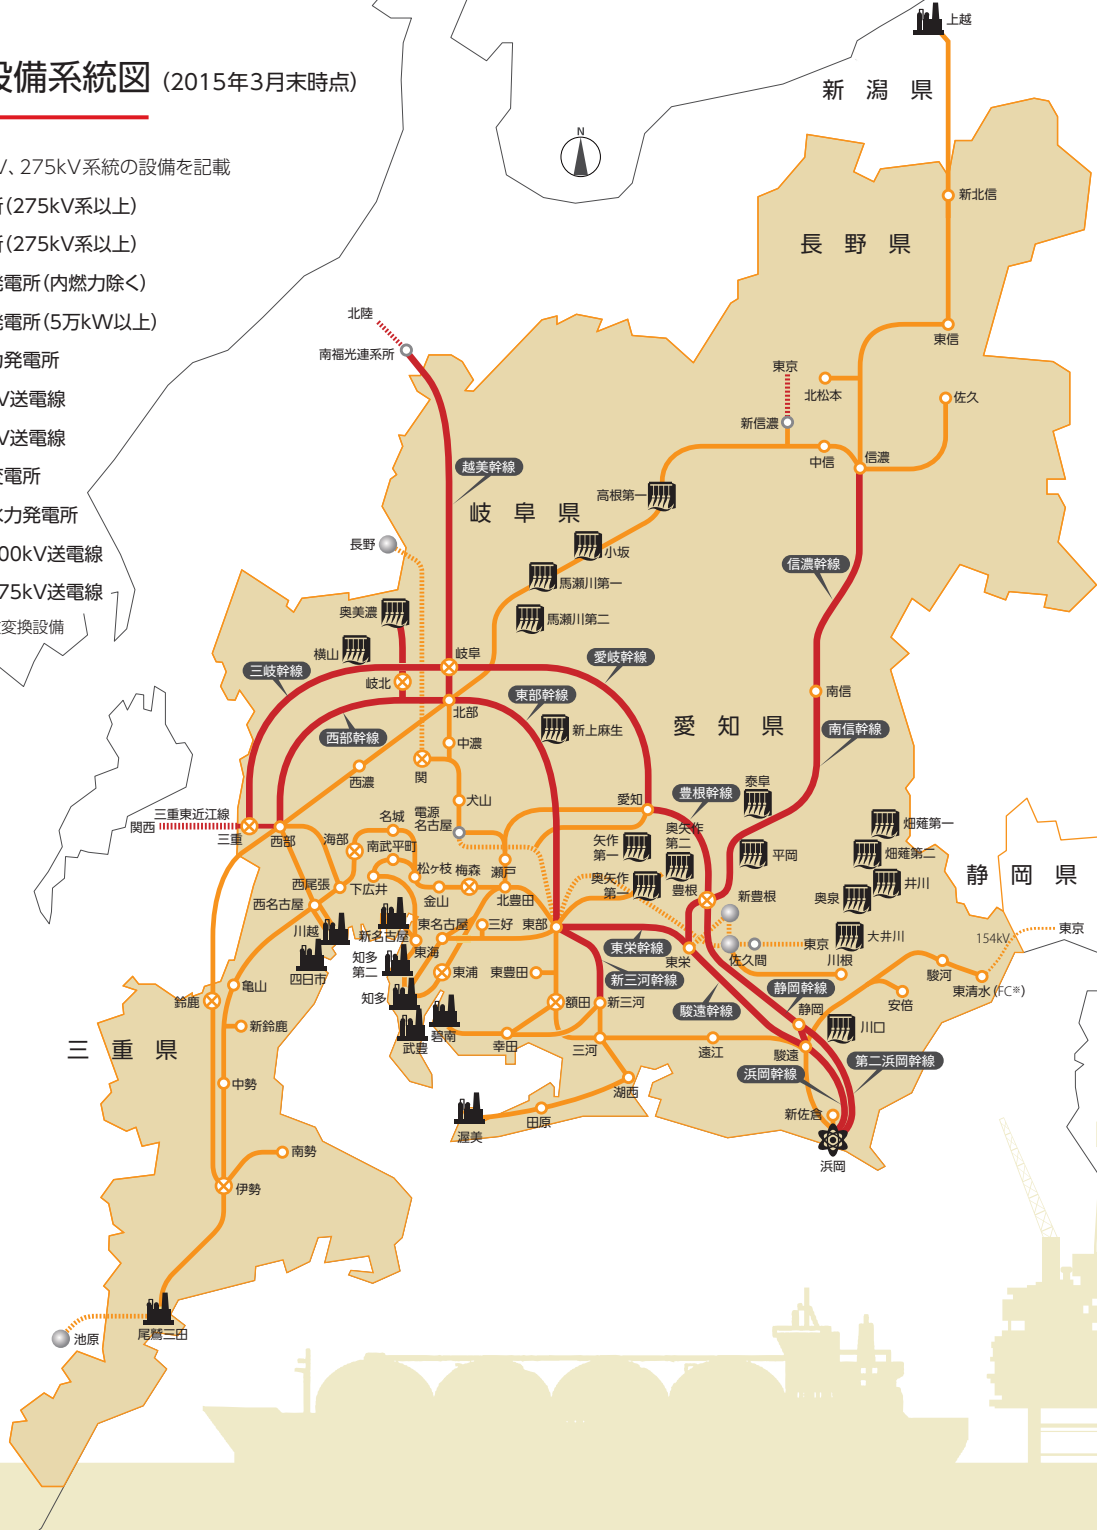 設備系統図 (2015年3月末時点)
V、275kV系統の設備を記載
所(275kV系以上)
所(275kV系以上)
発電所(内燃力除く)
発電所(5万kW以上)
力発電所
V送電線
V送電線
変電所
水力発電所
00kV送電線
75kV送電線
変換設備
上越
新潟県
新北信
長野県
東信
北陸
南福光連系所
東京
北松本
佐久
新信濃
中信
信濃
越美幹線
高根第一
岐阜県
長野
小坂
信濃幹線
馬瀬川第一
奥美濃
馬瀬川第二
横山
岐阜
愛岐幹線
三岐幹線
岐北
南信
東部幹線
北部
新上麻生
愛知県
南信幹線
西部幹線
中濃
関
西濃
泰阜
豊根幹線
愛知
犬山
三重東近江線
関西
三重
西部
海部
名城
電源
名古屋
奥矢作
第二
畑薙第一
矢作
第一
南武平町
平岡
畑薙第二
松ヶ枝
梅森
瀬戸
静岡県
西尾張
下広井
金山
北豊田
奥矢作
第一
豊根
新豊根
井川
奥泉
西名古屋
川越
新名古屋
東名古屋
三好
東部
東京
154kV
大井川
東栄幹線
東栄
佐久間
東京
川根
四日市
知多
第二
東海
東浦
東豊田
新三河幹線
駿河
東清水(FC※)
鈴鹿
亀山
知多
額田
新三河
静岡幹線
安倍
駿遠幹線
静岡
新鈴鹿
武豊
碧南
幸田
三河
遠江
駿遠
川口
三重県
第二浜岡幹線
浜岡幹線
中勢
湖西
新佐倉
渥美
田原
浜岡
南勢
伊勢
池原
尾鷲三田
N